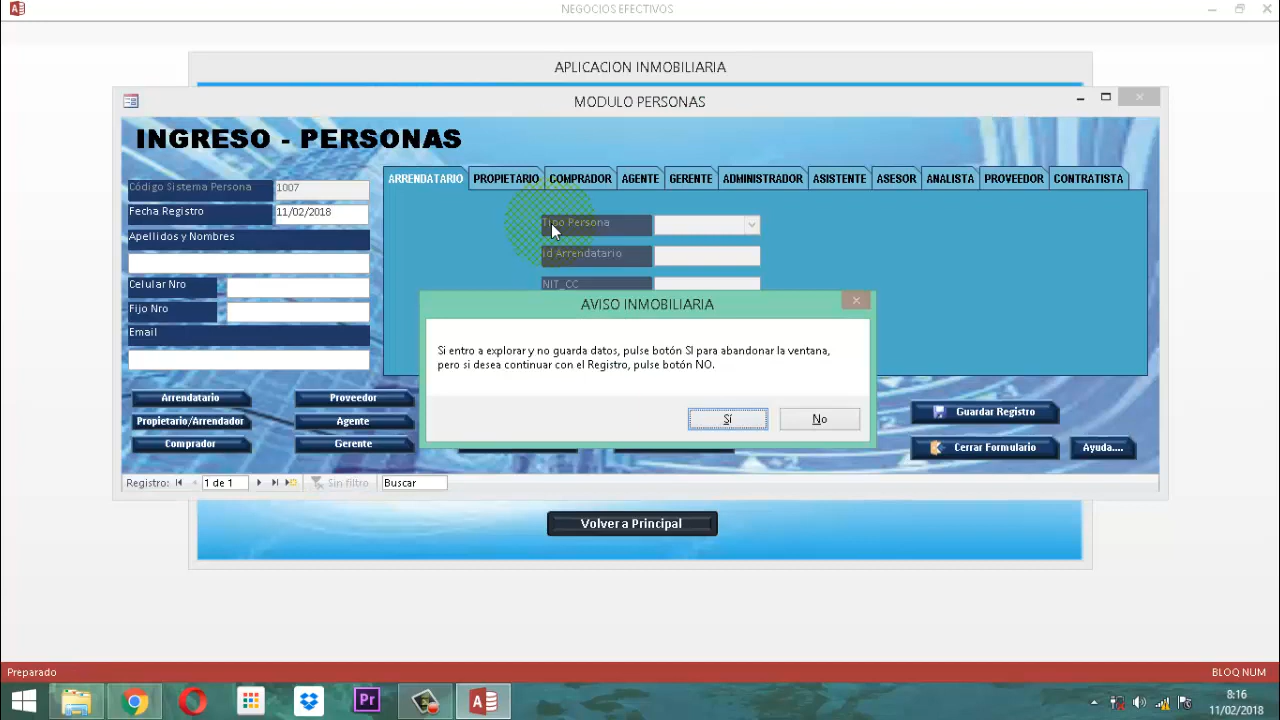 NEGOCIOS EFECTIVOS
APLICACION INMOBILIARIA
MODULO PERSONAS
INGRESO - PERSONAS
ARRENDATARIO PROPIETARIO COMPRADOR AGENTE GERENTE ADMINISTRADOR ASISTENTE ASESOR ANALISTA PROVEEDOR CONTRATISTA
Código Sistema Persona 1007
Fecha Registro 11/02/2018
Apellidos y Nombres
Celular Nro
Fijo Nro
Email
Tipo Persona
Id Arrendatario
NIT_CC
AVISO INMOBILIARIA
Si entro a explorar y no guarda datos, pulse botón SI para abandonar la ventana,
pero si desea continuar con el Registro, pulse botón NO.
Sí No
Arrendatario Proveedor
Propietario/Arrendador Agente
Comprador Gerente
Guardar Registro
Cerrar Formulario Ayuda....
Registro: 1 de 1 Sin filtro Buscar
Volver a Principal
Preparado BLOQ NUM
Pr
8:16
11/02/2018